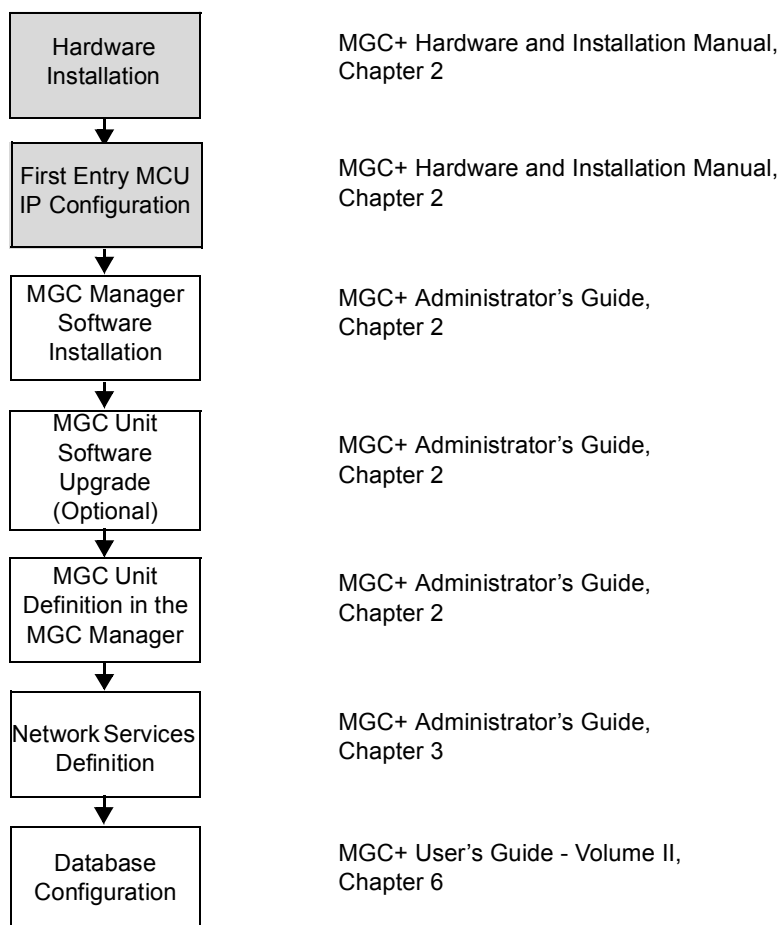 Hardware
Installation
MGC+ Hardware and Installation Manual,
Chapter 2
First Entry MCU
IP Configuration
MGC+ Hardware and Installation Manual,
Chapter 2
MGC Manager
Software
Installation
MGC+ Administrator’s Guide,
Chapter 2
MGC Unit
Software
Upgrade
(Optional)
MGC+ Administrator’s Guide,
Chapter 2
MGC Unit
Definition in the
MGC Manager
MGC+ Administrator’s Guide,
Chapter 2
Network Services
Definition
MGC+ Administrator’s Guide,
Chapter 3
Database
Configuration
MGC+ User’s Guide - Volume II,
Chapter 6